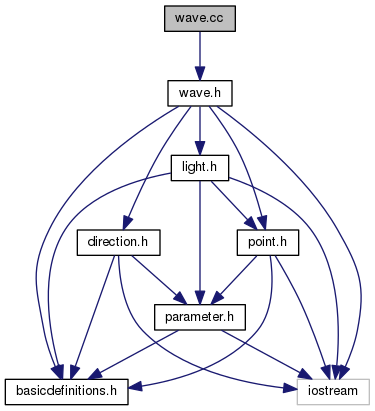 wave.cc
wave.h
light.h
direction.h
point.h
parameter.h
basicdefinitions.h
iostream